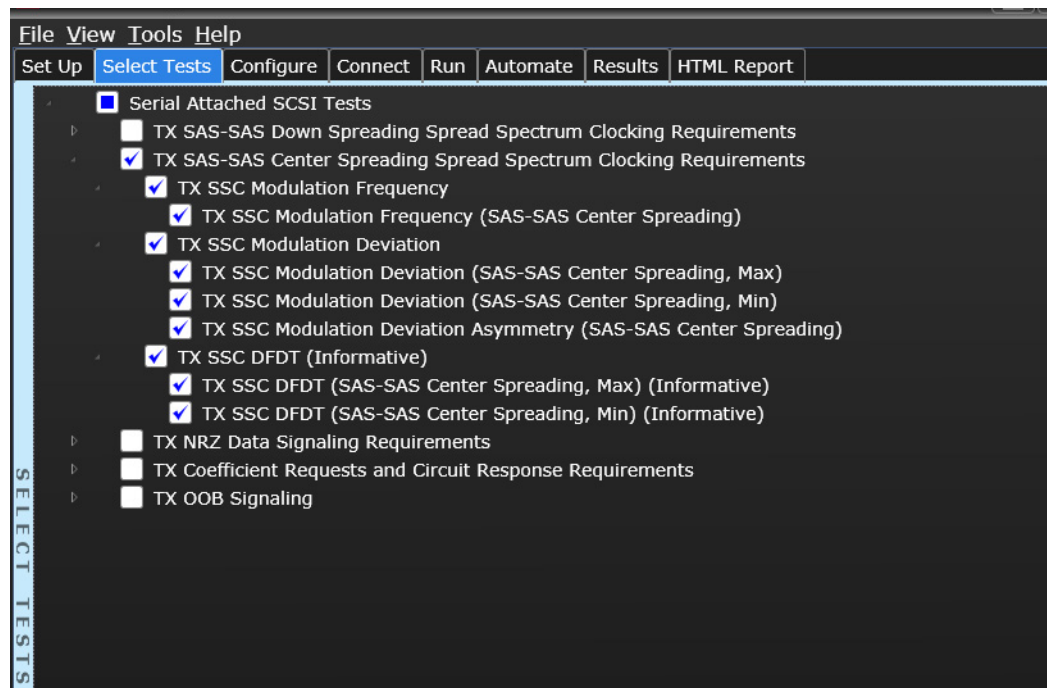 File View Tools Help
Set Up Select Tests Configure Connect Run Automate Results HTML Report
Serial Attached SCSI Tests
TX SAS-SAS Down Spreading Spread Spectrum Clocking Requirements
TX SAS-SAS Center Spreading Spread Spectrum Clocking Requirements
TX SSC Modulation Frequency
TX SSC Modulation Frequency (SAS-SAS Center Spreading)
TX SSC Modulation Deviation
TX SSC Modulation Deviation (SAS-SAS Center Spreading, Max)
TX SSC Modulation Deviation (SAS-SAS Center Spreading, Min)
TX SSC Modulation Deviation Asymmetry (SAS-SAS Center Spreading)
TX SSC DFDT (Informative)
TX SSC DFDT (SAS-SAS Center Spreading, Max) (Informative)
TX SSC DFDT (SAS-SAS Center Spreading, Min) (Informative)
TX NRZ Data Signaling Requirements
TX Coefficient Requests and Circuit Response Requirements
TX OOB Signaling
SELECT TESTS